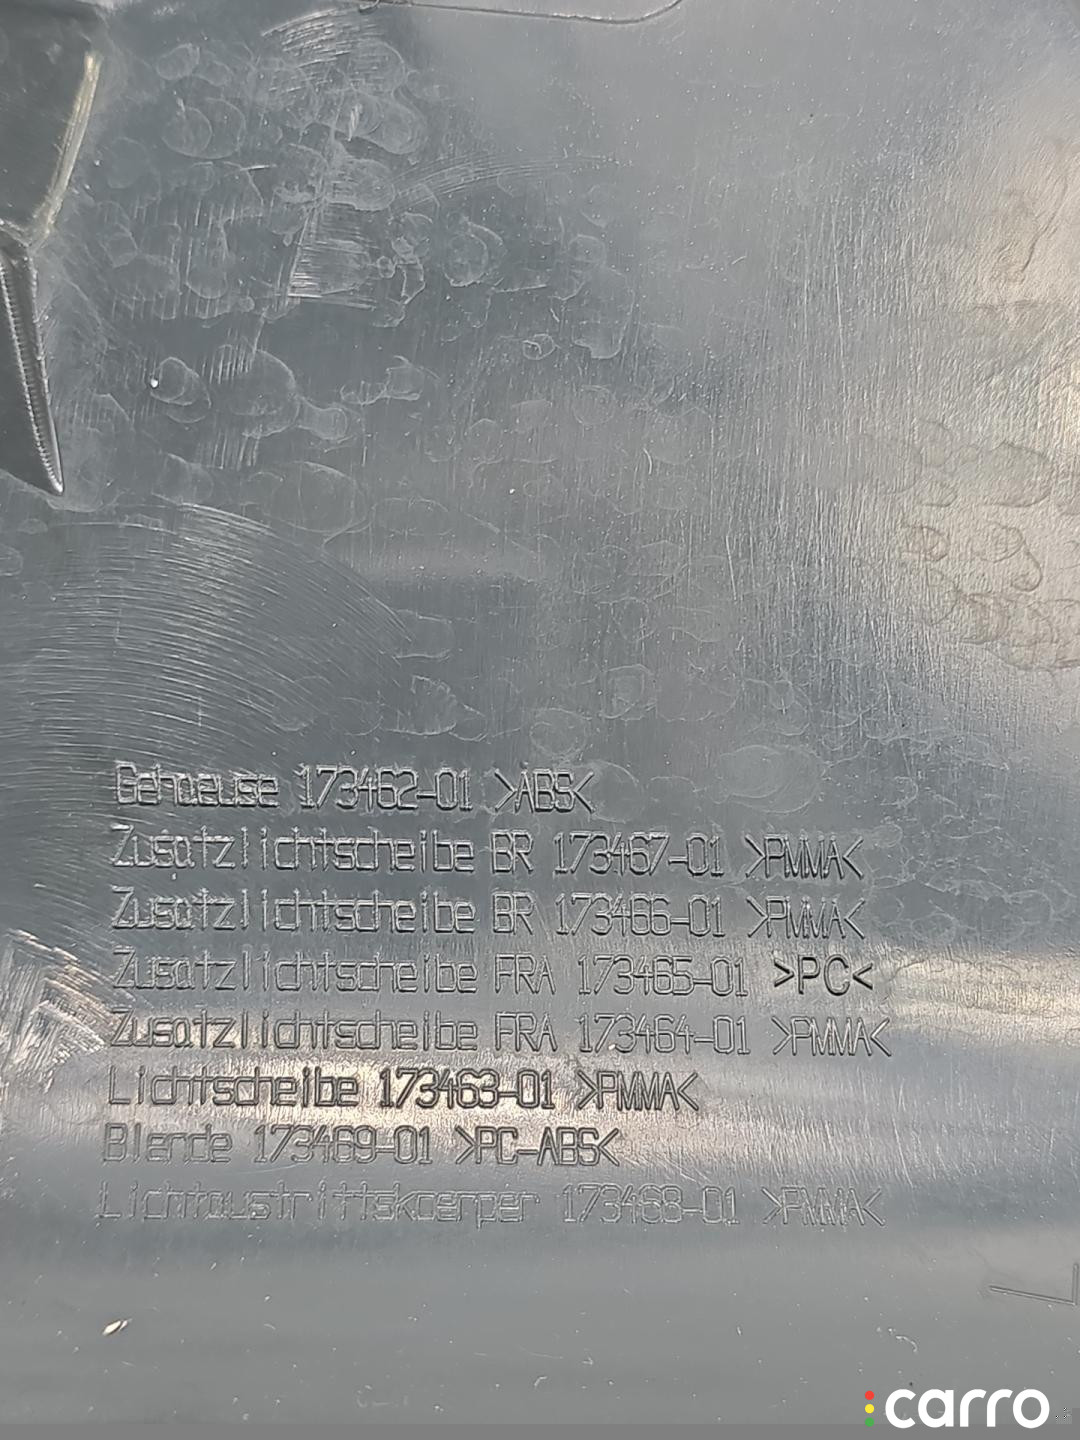 Gehaeuse 173462-01 >ABS<
Zusatzlichtscheibe BR 173467-01 >PMMA<
Zusatzlichtscheibe BR 173466-01 >PMMA<
Zusatzlichtscheibe FRA 173465-01 >PC<
Zusatzlichtscheibe FRA 173464-01 >PMMA<
Lichtscheibe 173463-01 >PMMA<
Blende 173469-01 >PC-ABS<
Lichtaustrittskoerper 173468-01 >PMMA<
L
carro